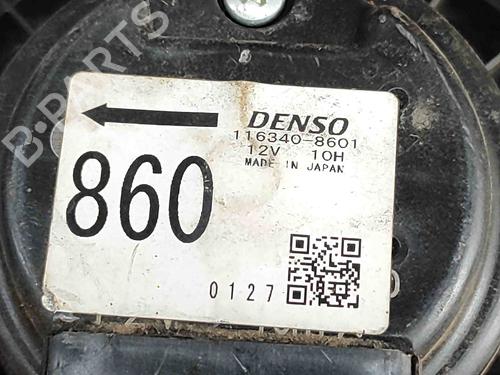 DENSO
116340-8601
12V 10H
MADE IN JAPAN
860
0127
B-PARTS